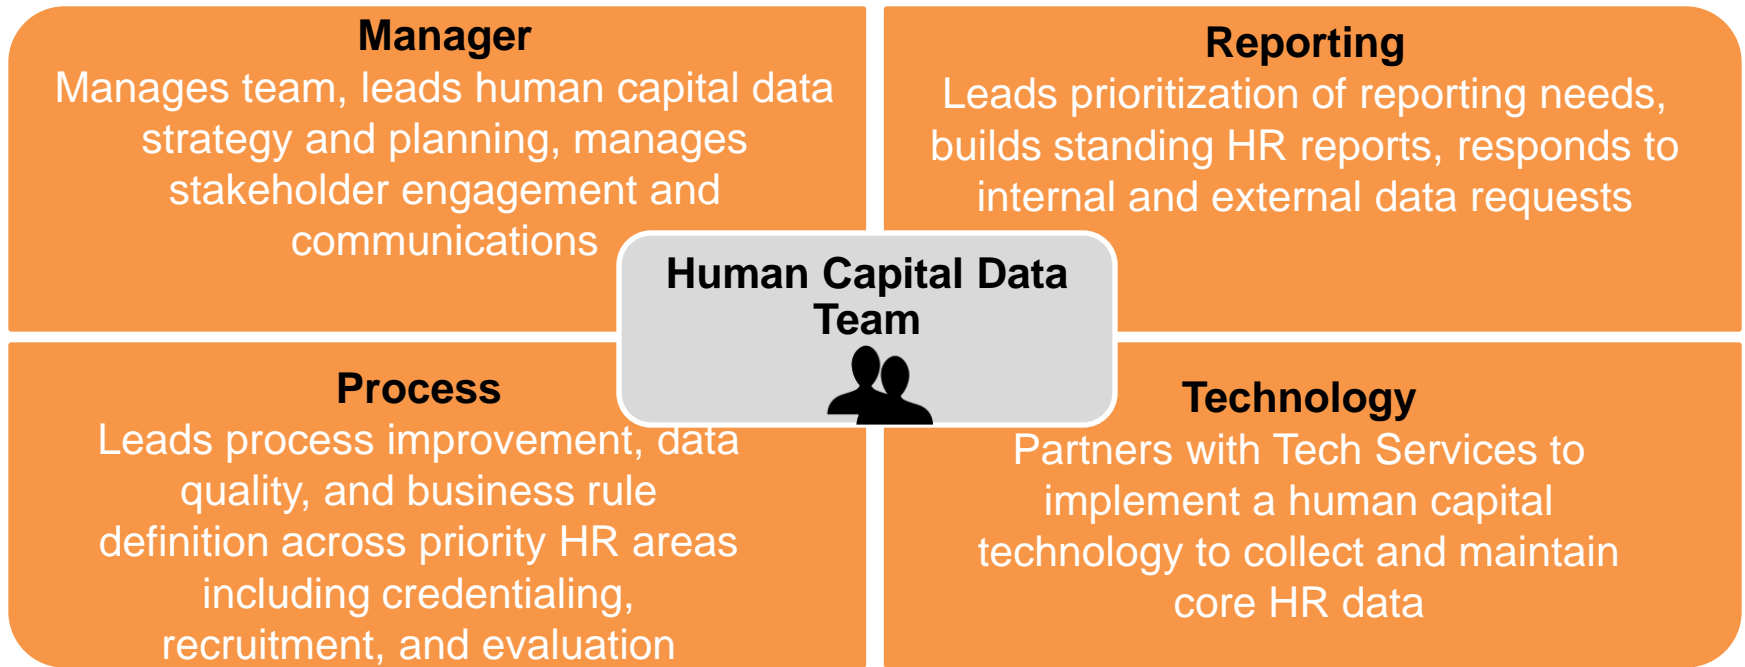 Manager
Manages team, leads human capital data
strategy and planning, manages
stakeholder engagement and
communications
Reporting
Leads prioritization of reporting needs,
builds standing HR reports, responds to
internal and external data requests
Human Capital Data
Team
Process
Leads process improvement, data
quality, and business rule
definition across priority HR areas
including credentialing,
recruitment, and evaluation
Technology
Partners with Tech Services to
implement a human capital
technology to collect and maintain
core HR data